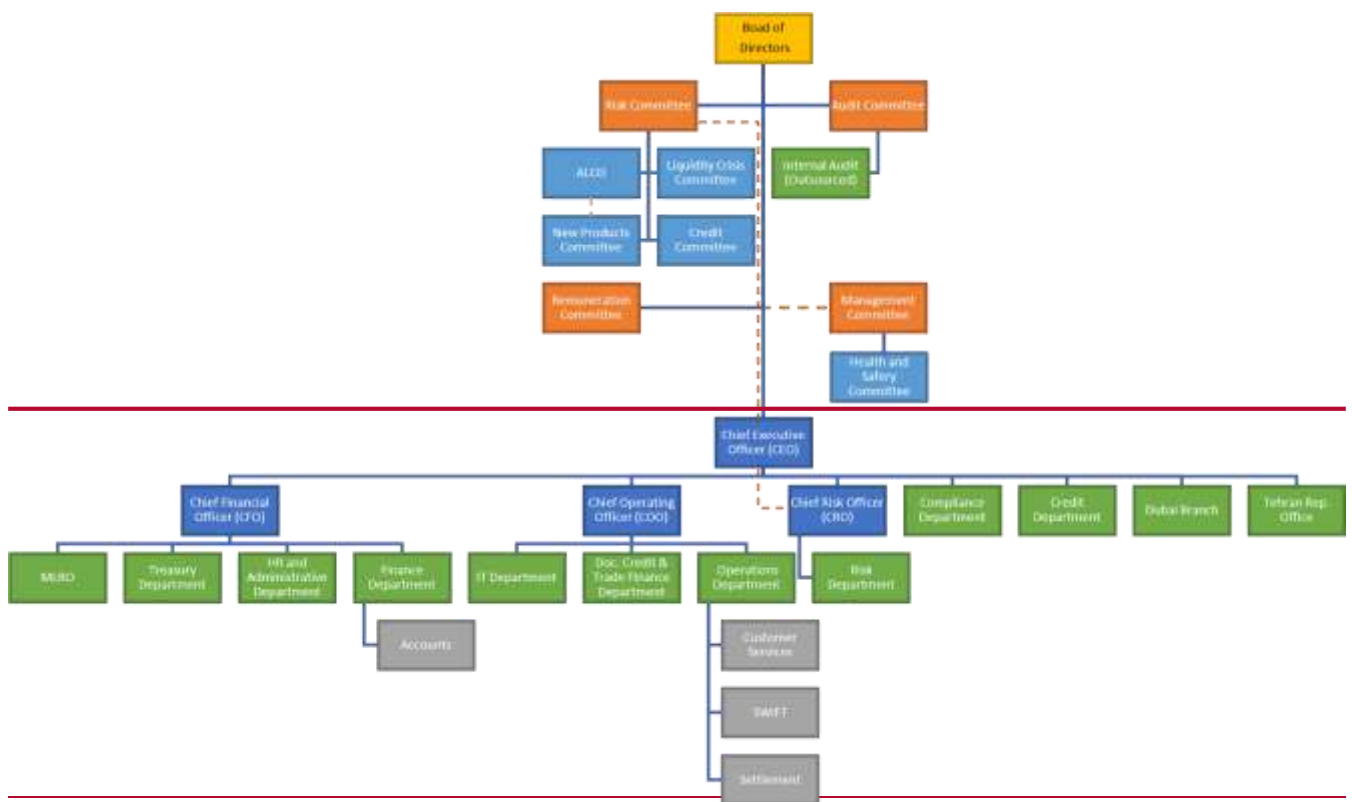 Boad of
Directors
Risk Committee
Audit Committee
ALCO
Liquidity Crisis
Committee
Internal Audit
(Outsourced)
New Products
Committee
Credit
Committee
Remuneration
Committee
Management
Committee
Health and
Safery
Committee
Chief Executive
Officer (CEO)
Chief Financial
Officer (CFO)
Chief Operating
Officer (COO)
Chief Risk Officer
(CRO)
Compliance
Department
Credit
Department
Dubai Branch
Tehran Rep.
Office
MLRO
Treasury
Department
HR and
Administrative
Department
Finance
Department
IT Department
Doc. Credit &
Trade Finance
Department
Operations
Department
Risk
Department
Accounts
Customer
Services
SWIFT
Settlement